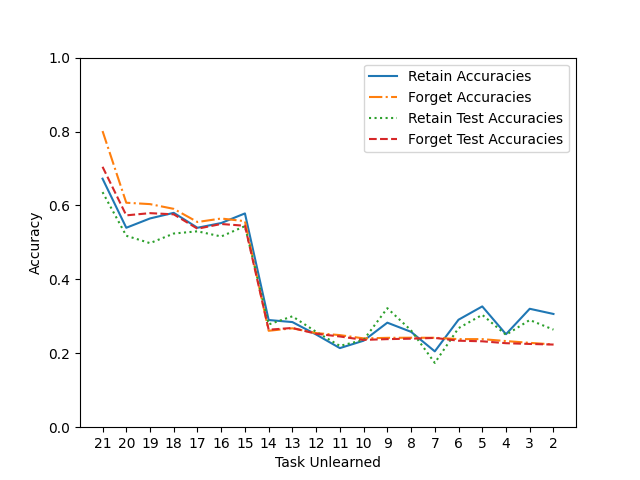 1.0
0.8
0.6
0.4
0.2
0.0
Accuracy
Retain Accuracies
Forget Accuracies
Retain Test Accuracies
Forget Test Accuracies
21 20 19 18 17 16 15 14 13 12 11 10 9 8 7 6 5 4 3 2
Task Unlearned